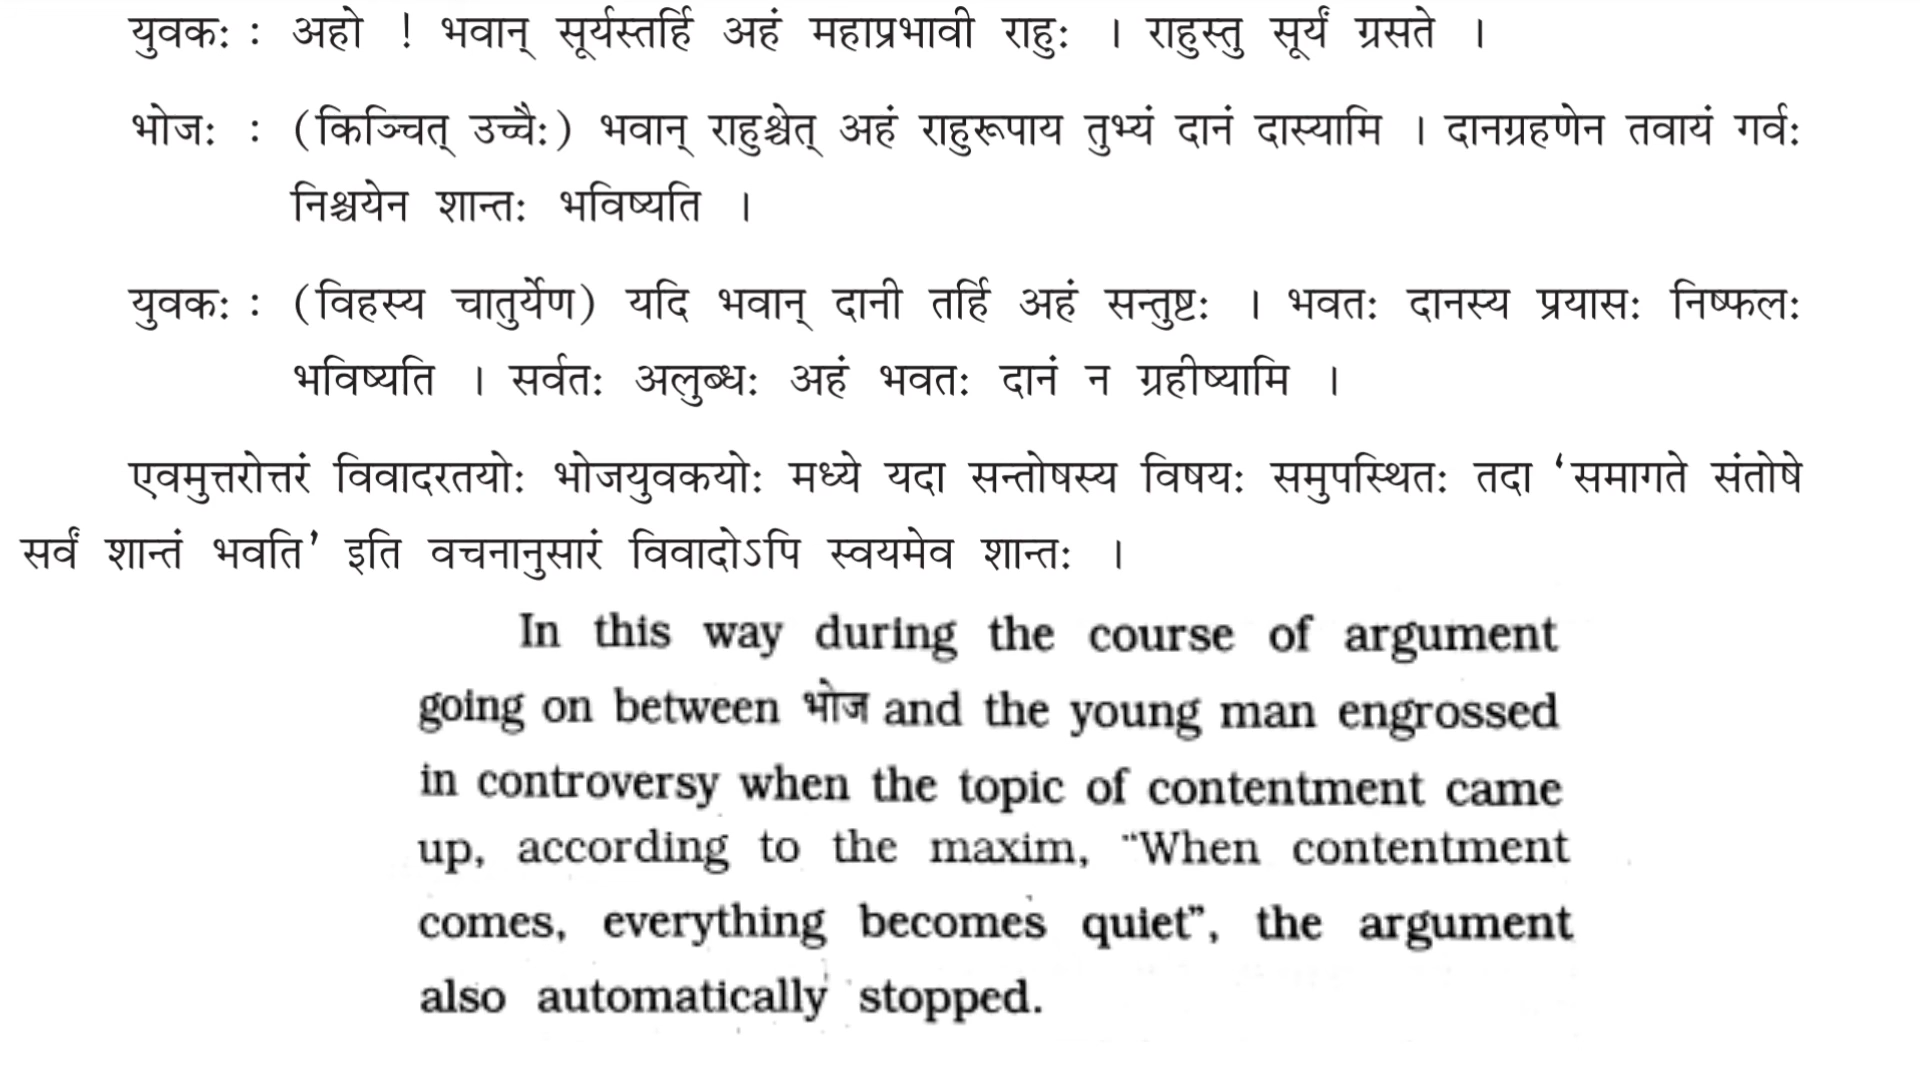 युवकः : अहो ! भवान् सूर्यस्तर्हि अहं महाप्रभावी राहुः । राहुस्तु सूर्यं ग्रसते ।
भोजः : (किञ्चित् उच्चैः) भवान् राहुश्चेत् अहं राहुरूपाय तुभ्यं दानं दास्यामि । दानग्रहणेन तवायं गर्वः
निश्चयेन शान्तः भविष्यति ।
युवकः : (विहस्य चातुर्येण) यदि भवान् दानी तर्हि अहं सन्तुष्टः । भवतः दानस्य प्रयासः निष्फलः
भविष्यति । सर्वतः अलुब्धः अहं भवतः दानं न ग्रहीष्यामि ।
एवमुत्तरोत्तरं विवादरतयोः भोजयुवकयोः मध्ये यदा सन्तोषस्य विषयः समुपस्थितः तदा ‘समागते संतोषे
सर्वं शान्तं भवति’ इति वचनानुसारं विवादोऽपि स्वयमेव शान्तः ।
In this way during the course of argument
going on between भोज and the young man engrossed
in controversy when the topic of contentment came
up, according to the maxim, “When contentment
comes, everything becomes quiet”, the argument
also automatically stopped.